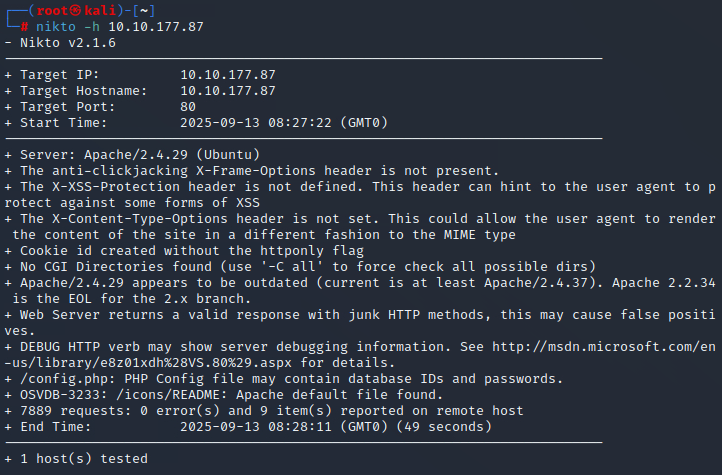 ┌──(root㉿kali)-[~]
└─# nikto -h 10.10.177.87
- Nikto v2.1.6
---------------------------------------------------------------------------
+ Target IP:          10.10.177.87
+ Target Hostname:    10.10.177.87
+ Target Port:        80
+ Start Time:         2025-09-13 08:27:22 (GMT0)
---------------------------------------------------------------------------
+ Server: Apache/2.4.29 (Ubuntu)
+ The anti-clickjacking X-Frame-Options header is not present.
+ The X-XSS-Protection header is not defined. This header can hint to the user agent to p
rotect against some forms of XSS
+ The X-Content-Type-Options header is not set. This could allow the user agent to render
 the content of the site in a different fashion to the MIME type
+ Cookie id created without the httponly flag
+ No CGI Directories found (use '-C all' to force check all possible dirs)
+ Apache/2.4.29 appears to be outdated (current is at least Apache/2.4.37). Apache 2.2.34
 is the EOL for the 2.x branch.
+ Web Server returns a valid response with junk HTTP methods, this may cause false positi
ves.
+ DEBUG HTTP verb may show server debugging information. See http://msdn.microsoft.com/en
-us/library/e8z01xdh%28VS.80%29.aspx for details.
+ /config.php: PHP Config file may contain database IDs and passwords.
+ OSVDB-3233: /icons/README: Apache default file found.
+ 7889 requests: 0 error(s) and 9 item(s) reported on remote host
+ End Time:           2025-09-13 08:28:11 (GMT0) (49 seconds)
---------------------------------------------------------------------------
+ 1 host(s) tested